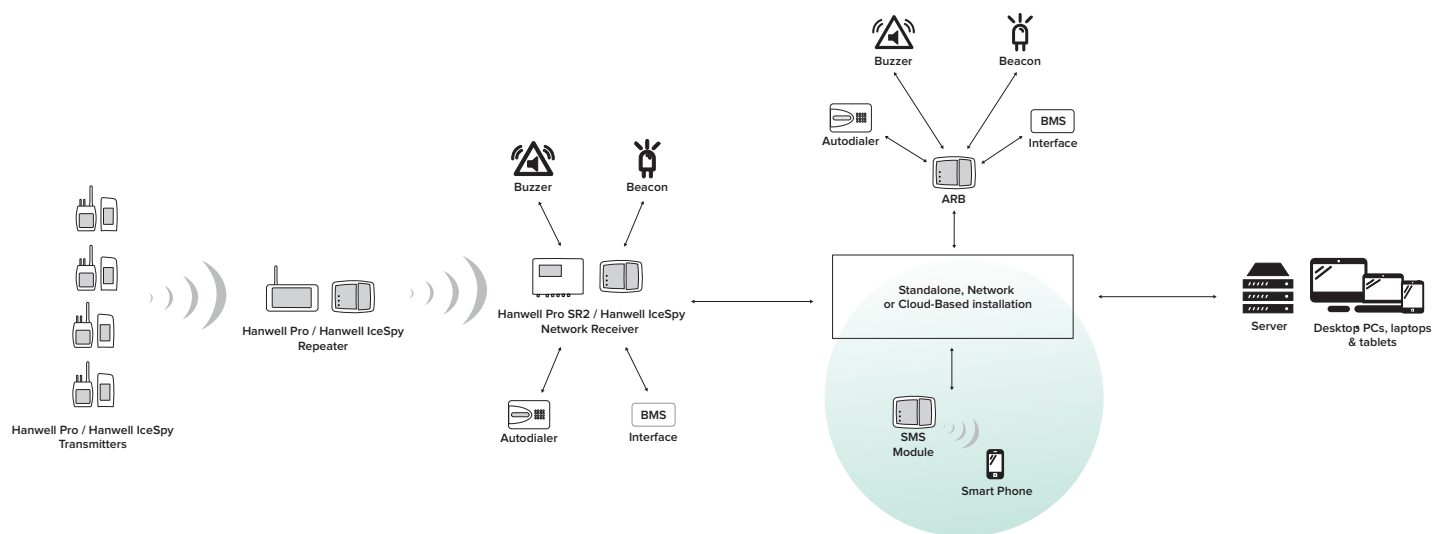 Buzzer
Beacon
Autodialer
BMS
Interface
ARB
Buzzer
Beacon
Standalone, Network
or Cloud-Based installation
Hanwell Pro / Hanwell IceSpy
Transmitters
Hanwell Pro / Hanwell IceSpy
Repeater
Hanwell Pro SR2 / Hanwell IceSpy
Network Receiver
Autodialer
BMS
Interface
SMS
Module
Smart Phone
Server
Desktop PCs, laptops
& tablets